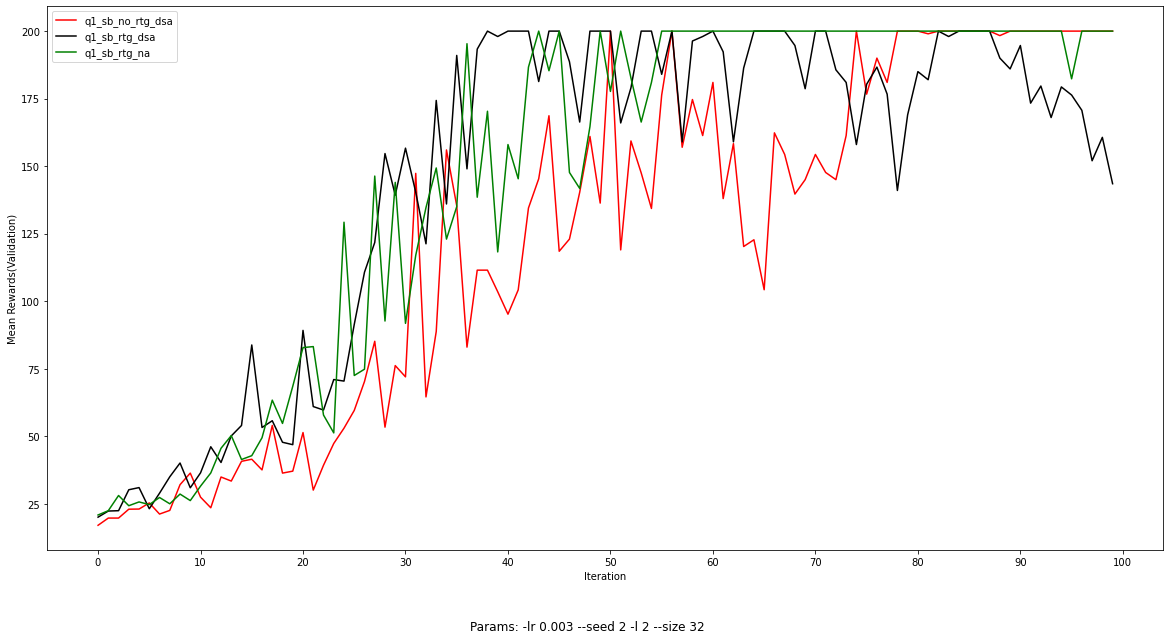 q1_sb_no_rtg_dsa
q1_sb_rtg_dsa
q1_sb_rtg_na
Mean Rewards(Validation)
200
175
150
125
100
75
50
25
0 10 20 30 40 50 60 70 80 90 100
Iteration
Params: -lr 0.003 --seed 2 -l 2 --size 32